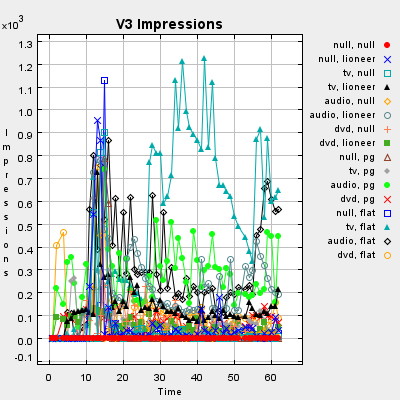 V3 Impressions
x10^3
1.3
1.2
1.1
1.0
0.9
0.8
0.7
0.6
0.5
0.4
0.3
0.2
0.1
-0.0
-0.1
Impressions
0 10 20 30 40 50 60
Time
null, null
null, lioneer
tv, null
tv, lioneer
audio, null
audio, lioneer
dvd, null
dvd, lioneer
null, pg
tv, pg
audio, pg
dvd, pg
null, flat
tv, flat
audio, flat
dvd, flat